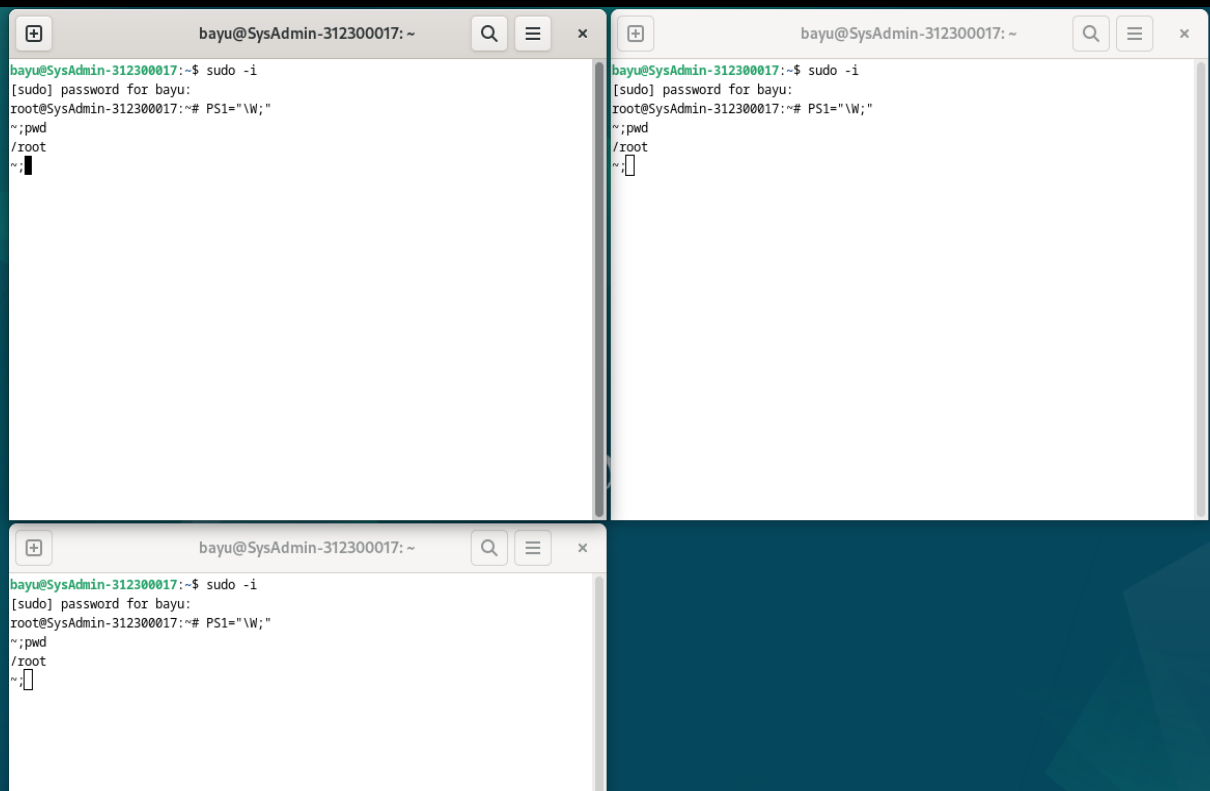 bayu@SysAdmin-312300017: ~
bayu@SysAdmin-312300017:~$ sudo -i
[sudo] password for bayu:
root@SysAdmin-312300017:~# PS1="\W;"
~;pwd
/root
~;
bayu@SysAdmin-312300017: ~
bayu@SysAdmin-312300017:~$ sudo -i
[sudo] password for bayu:
root@SysAdmin-312300017:~# PS1="\W;"
~;pwd
/root
~;
bayu@SysAdmin-312300017: ~
bayu@SysAdmin-312300017:~$ sudo -i
[sudo] password for bayu:
root@SysAdmin-312300017:~# PS1="\W;"
~;pwd
/root
~;